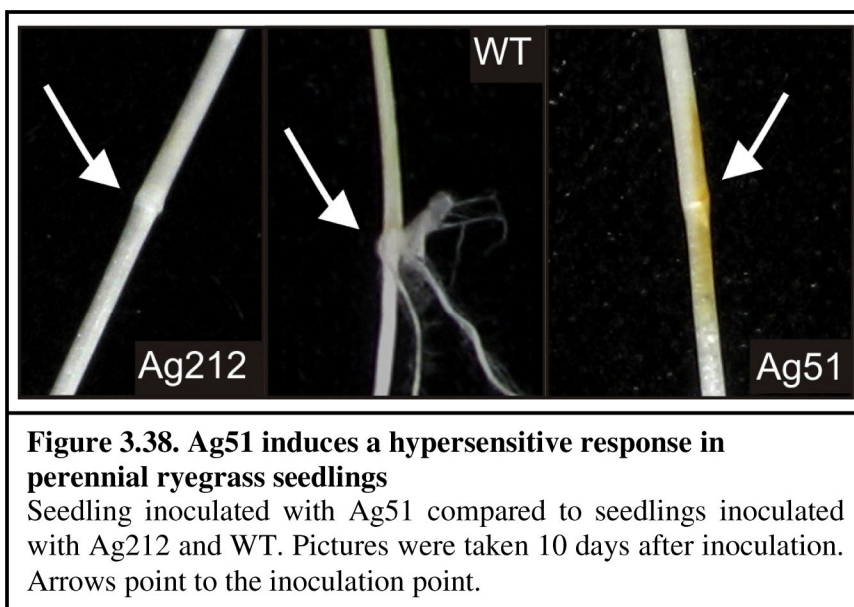 WT
Ag212
Ag51
Figure 3.38. Ag51 induces a hypersensitive response in
perennial ryegrass seedlings
Seedling inoculated with Ag51 compared to seedlings inoculated
with Ag212 and WT. Pictures were taken 10 days after inoculation.
Arrows point to the inoculation point.